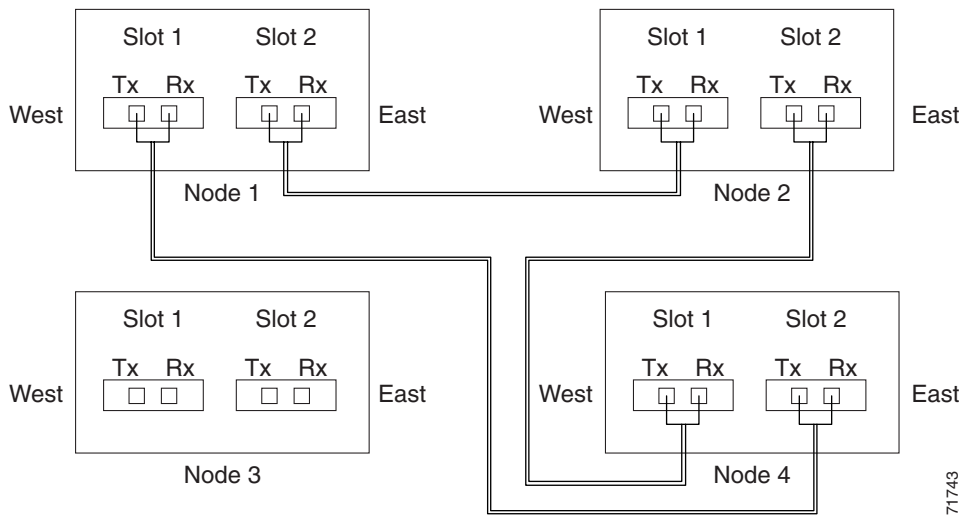 Slot 1 Slot 2
Tx Rx Tx Rx
West East
Node 1
Slot 1 Slot 2
Tx Rx Tx Rx
West East
Node 2
Slot 1 Slot 2
Tx Rx Tx Rx
West East
Node 3
Slot 1 Slot 2
Tx Rx Tx Rx
West East
Node 4
71743